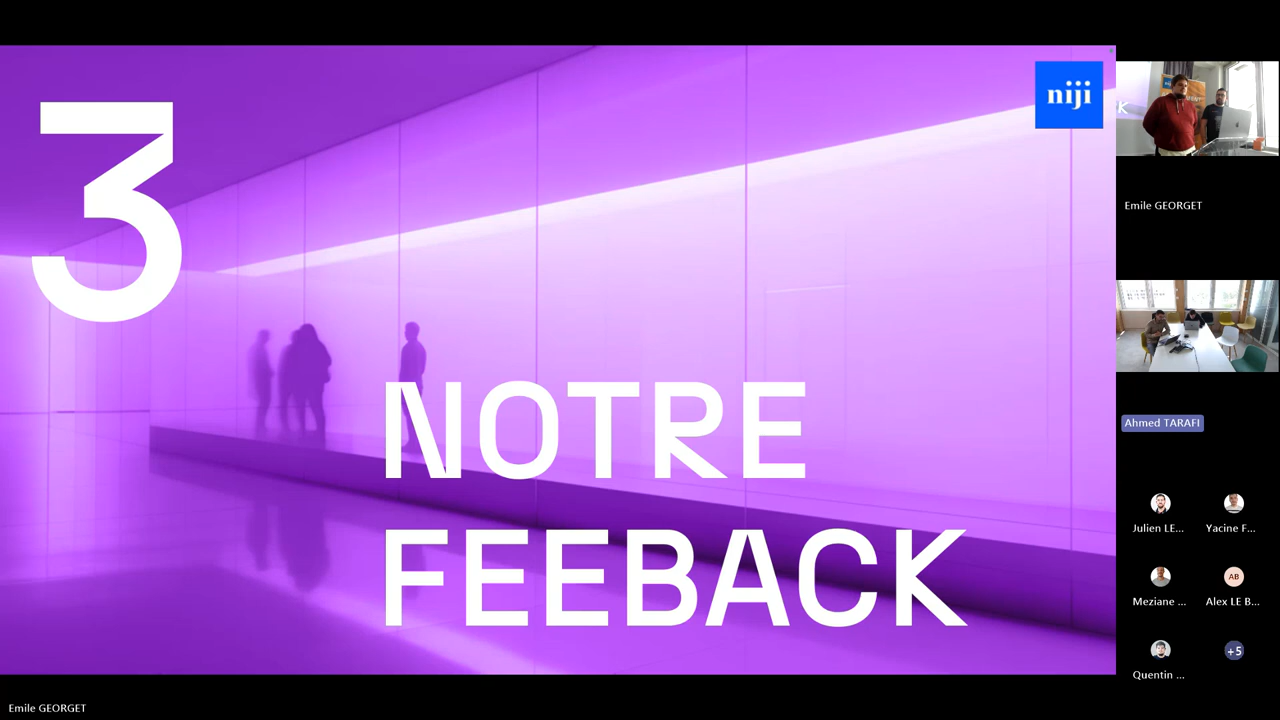 3
niji
NOTRE
FEEBACK
K
Emile GEORGET
Ahmed TARAFI
Julien LE...
Yacine F...
Meziane ...
AB
Alex LE B...
Quentin ...
+5
Emile GEORGET